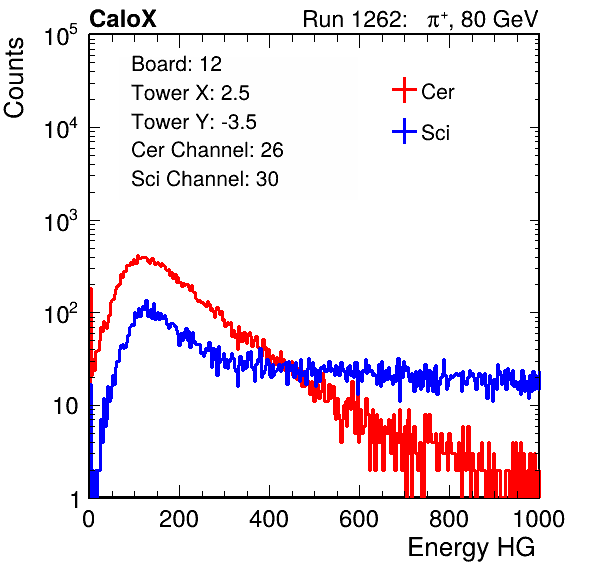 CaloX Run 1262: π⁺, 80 GeV
Counts
10⁵
10⁴
10³
10²
10
1
Board: 12
Tower X: 2.5
Tower Y: -3.5
Cer Channel: 26
Sci Channel: 30
Cer
Sci
0 200 400 600 800 1000
Energy HG